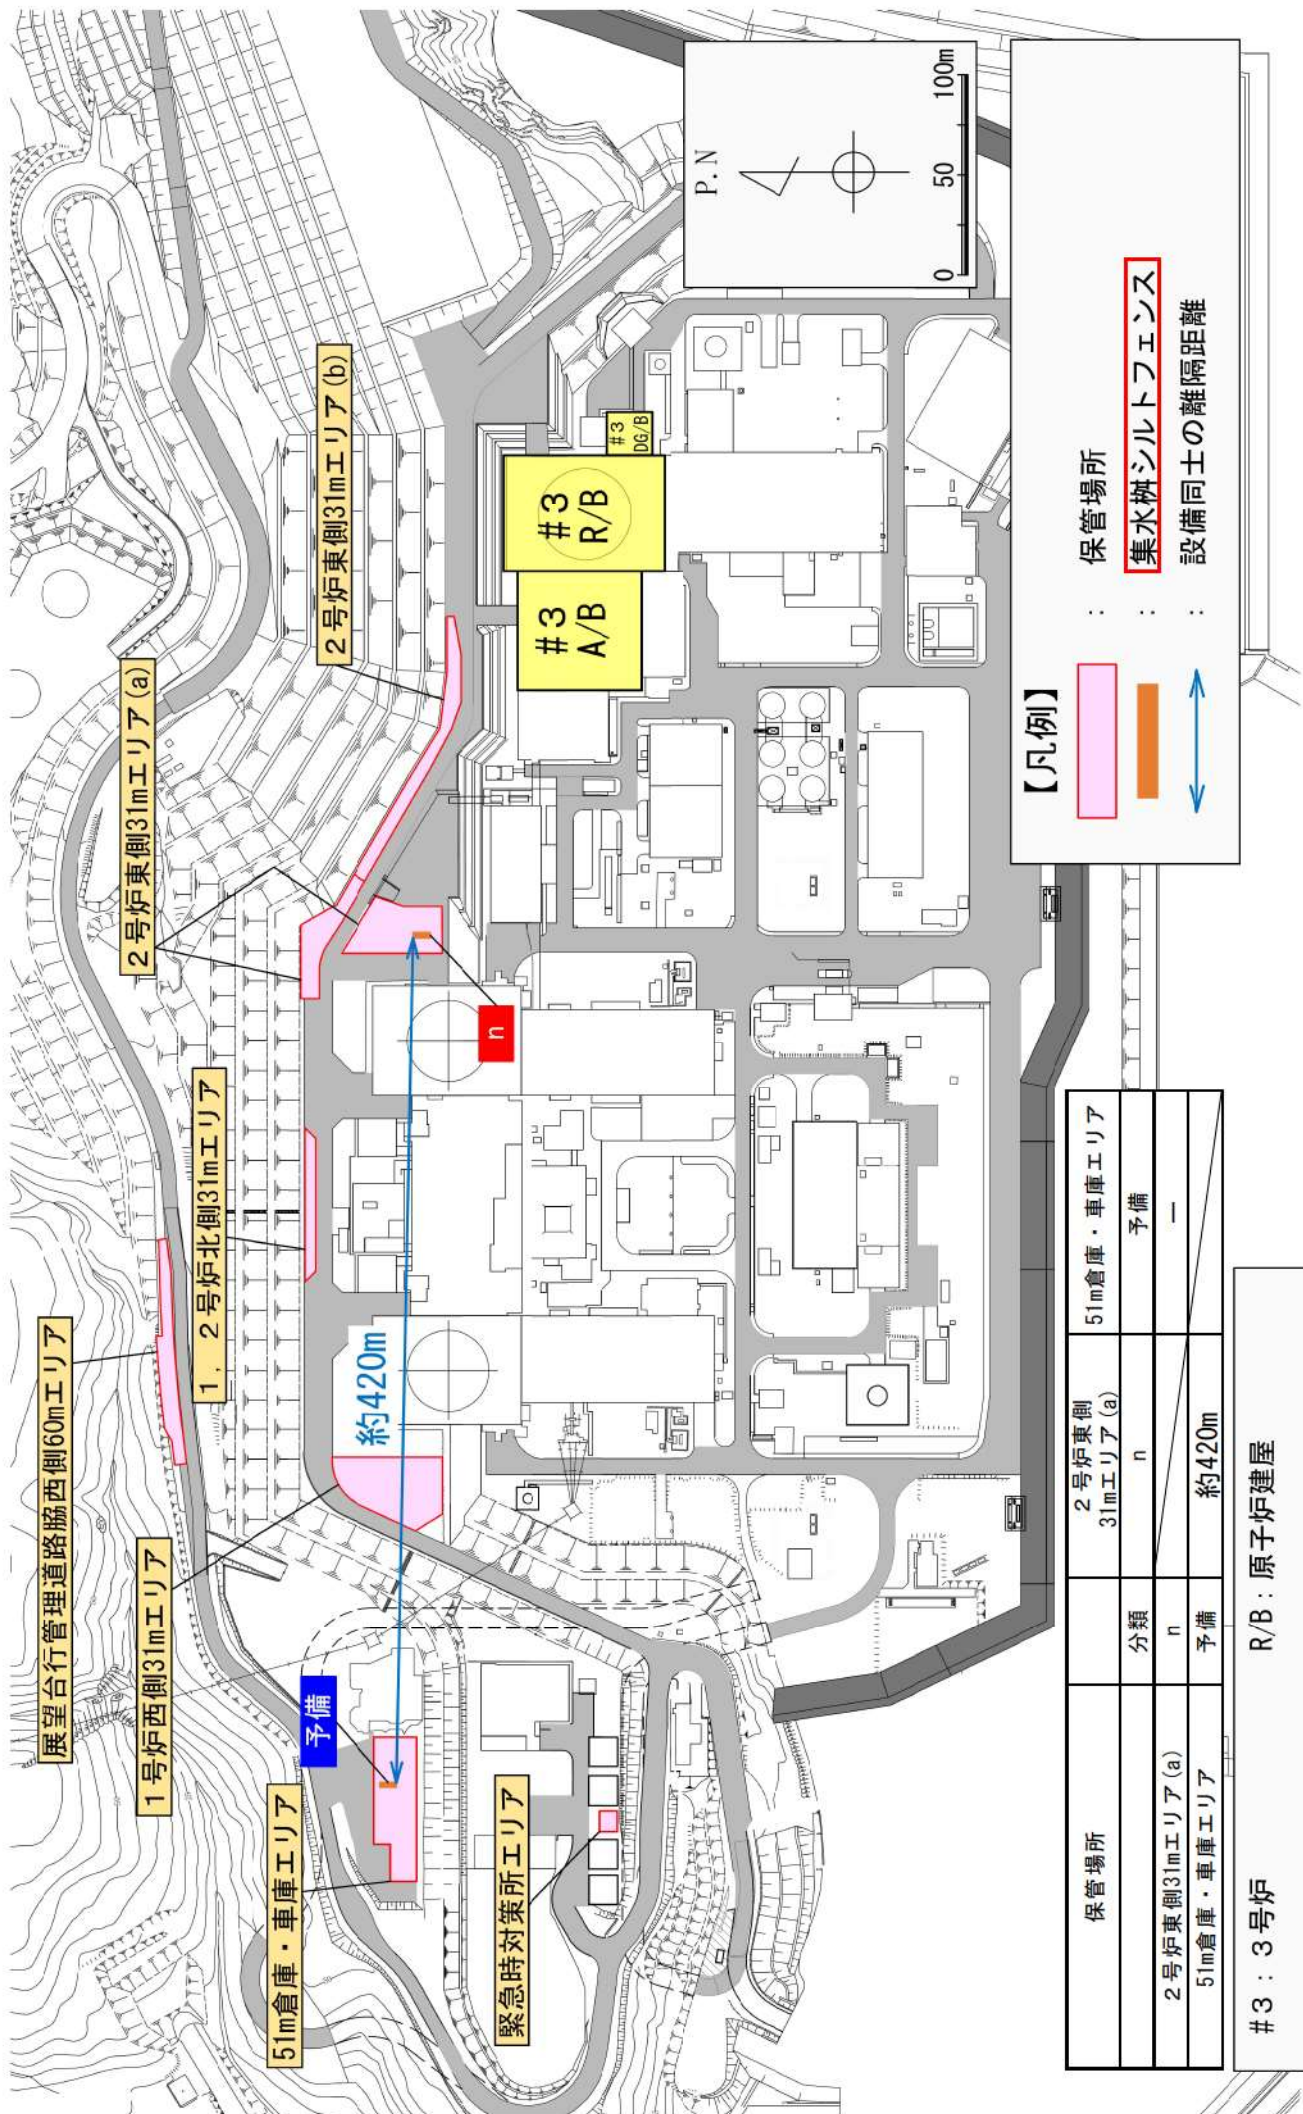 展望台行管理道路脇西側60mエリア
1号炉西側31mエリア
1，2号炉北側31mエリア
2号炉東側31mエリア(a)
2号炉東側31mエリア(b)
51m倉庫・車庫エリア
緊急時対策所エリア
予備
約420m
n
#3
A/B
#3
R/B
#3
DG/B
P.N
0 50 100m
【凡例】
：保管場所
：集水桝シルトフェンス
：設備同士の離隔距離
保管場所 2号炉東側 51m倉庫・車庫エリア
31mエリア(a)
分類 n 予備
2号炉東側31mエリア(a) n ―
51m倉庫・車庫エリア 予備 約420m
#3：3号炉 R/B：原子炉建屋